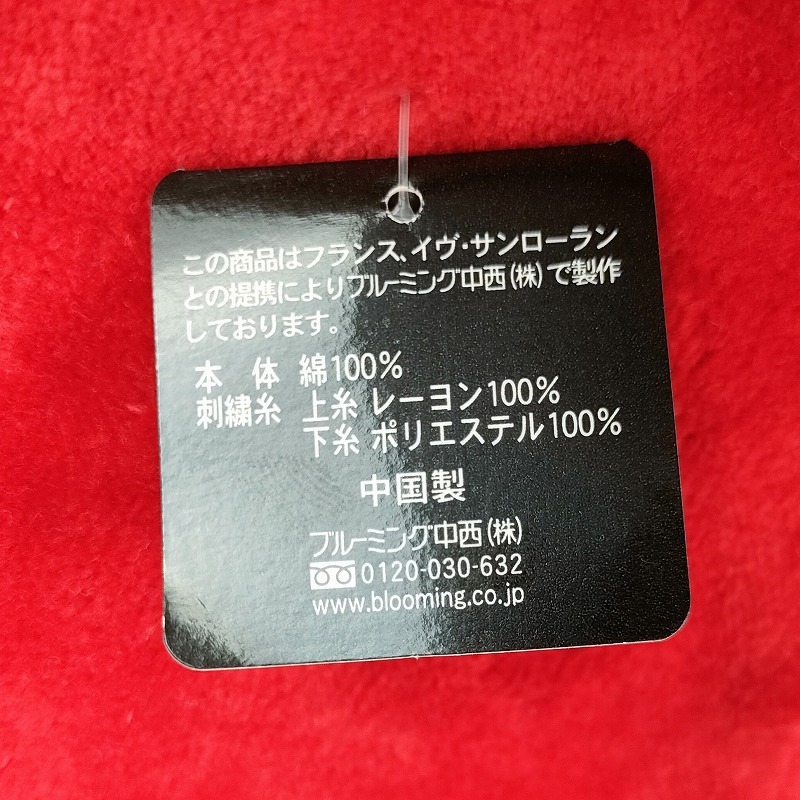 この商品はフランス、イヴ・サンローラン
との提携によりブルーミング中西(株)で製作
しております。
本　体　綿100%
刺繍糸　上糸 レーヨン100%
下糸 ポリエステル100%
中国製
ブルーミング中西(株)
0120-030-632
www.blooming.co.jp